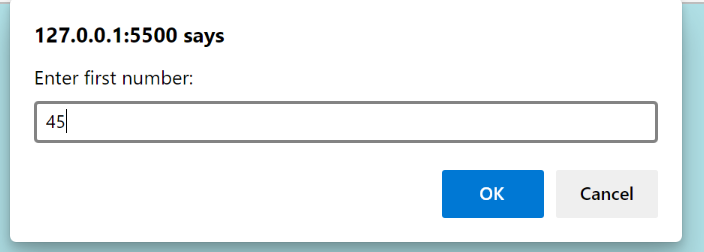 127.0.0.1:5500 says
Enter first number:
45
OK Cancel